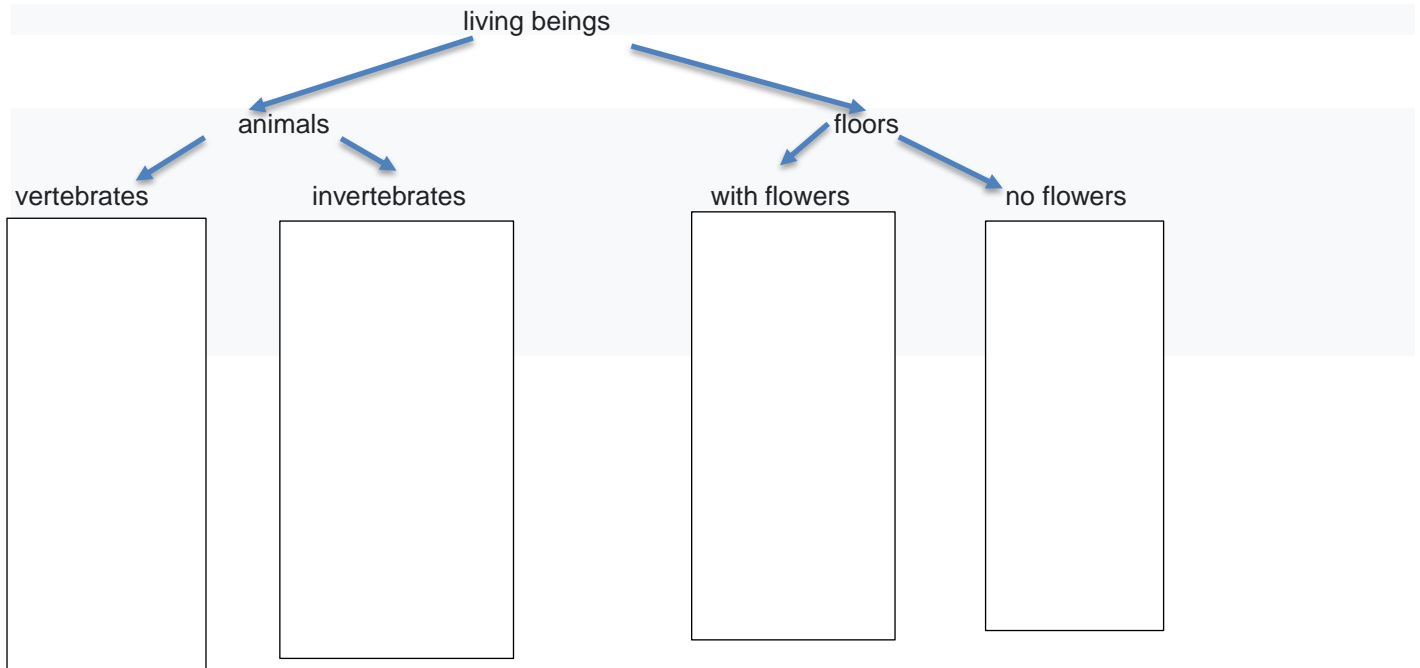 living beings
animals floors
vertebrates invertebrates with flowers no flowers